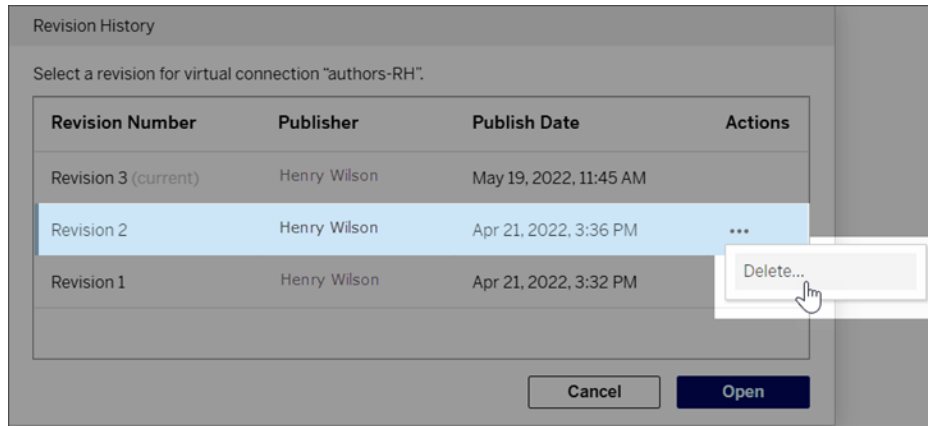 Revision History
Select a revision for virtual connection “authors-RH”.
Revision Number Publisher Publish Date Actions
Revision 3 (current) Henry Wilson May 19, 2022, 11:45 AM
Revision 2 Henry Wilson Apr 21, 2022, 3:36 PM •••
Delete...
Revision 1 Henry Wilson Apr 21, 2022, 3:32 PM
Cancel Open